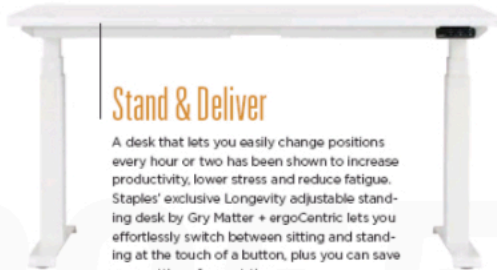 Stand & Deliver
A desk that lets you easily change positions
every hour or two has been shown to increase
productivity, lower stress and reduce fatigue.
Staples' exclusive Longevity adjustable stand-
ing desk by Gry Matter + ergoCentric lets you
effortlessly switch between sitting and stand-
ing at the touch of a button, plus you can save